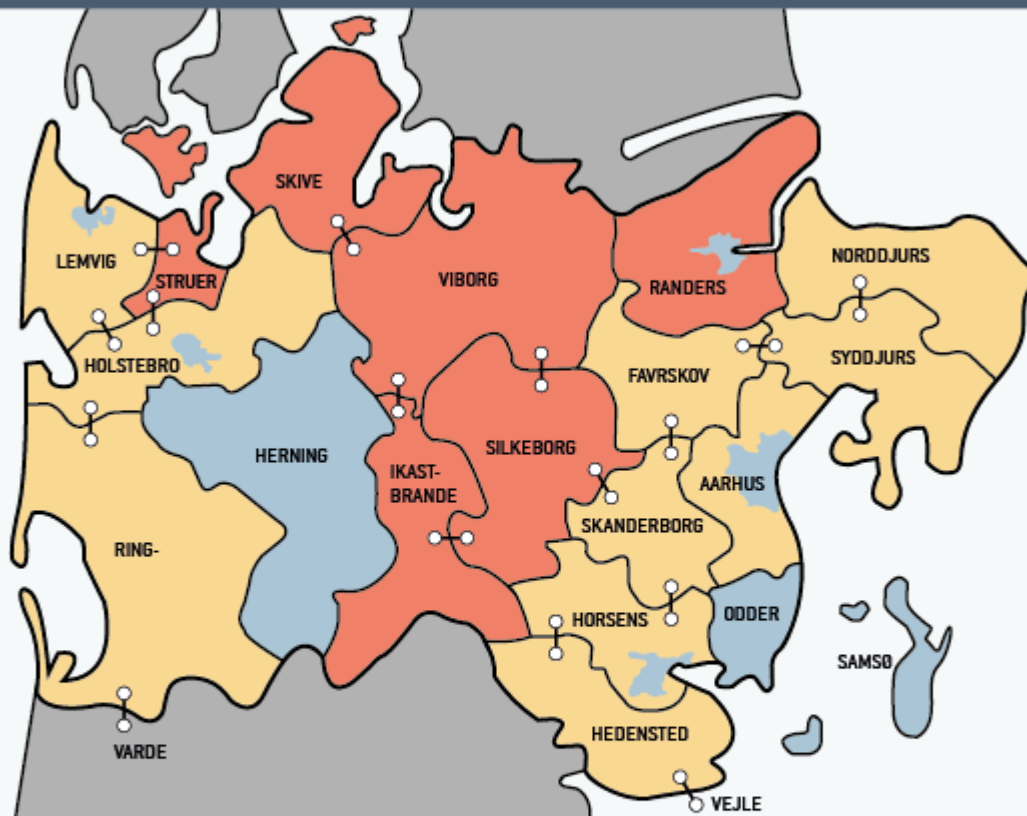 SKIVE
LEMVIG
STRUER
VIBORG
RANDERS
NORDDJURS
HOLSTEBRO
FAVRSKOV
SYDDJURS
HERNING
IKAST-
BRANDE
SILKEBORG
AARHUS
SKANDERBORG
RING-
HORSENS
ODDER
SAMSØ
HEDENSTED
VARDE
VEJLE